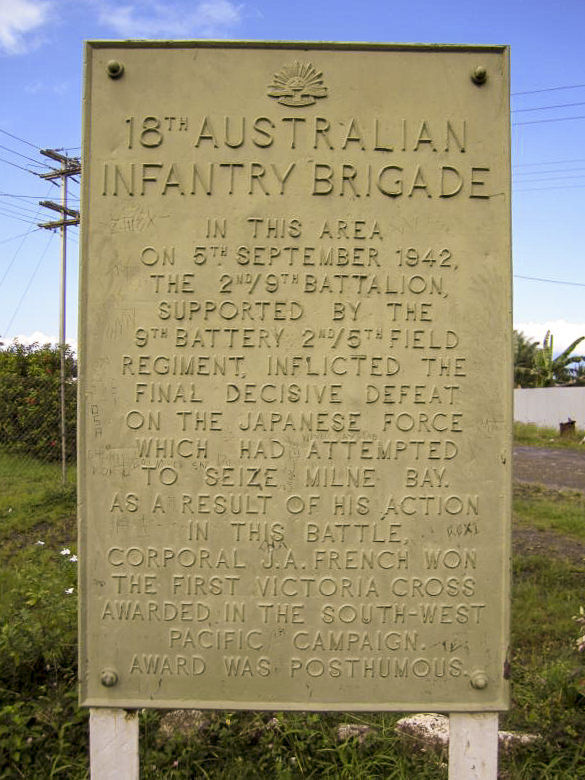 18TH AUSTRALIAN
INFANTRY BRIGADE
IN THIS AREA
ON 5TH SEPTEMBER 1942,
THE 2ND/9TH BATTALION,
SUPPORTED BY THE
9TH BATTERY 2ND/5TH FIELD
REGIMENT, INFLICTED THE
FINAL DECISIVE DEFEAT
ON THE JAPANESE FORCE
WHICH HAD ATTEMPTED
TO SEIZE MILNE BAY.
AS A RESULT OF HIS ACTION
IN THIS BATTLE,
CORPORAL J.A. FRENCH WON
THE FIRST VICTORIA CROSS
AWARDED IN THE SOUTH-WEST
PACIFIC CAMPAIGN.
AWARD WAS POSTHUMOUS.